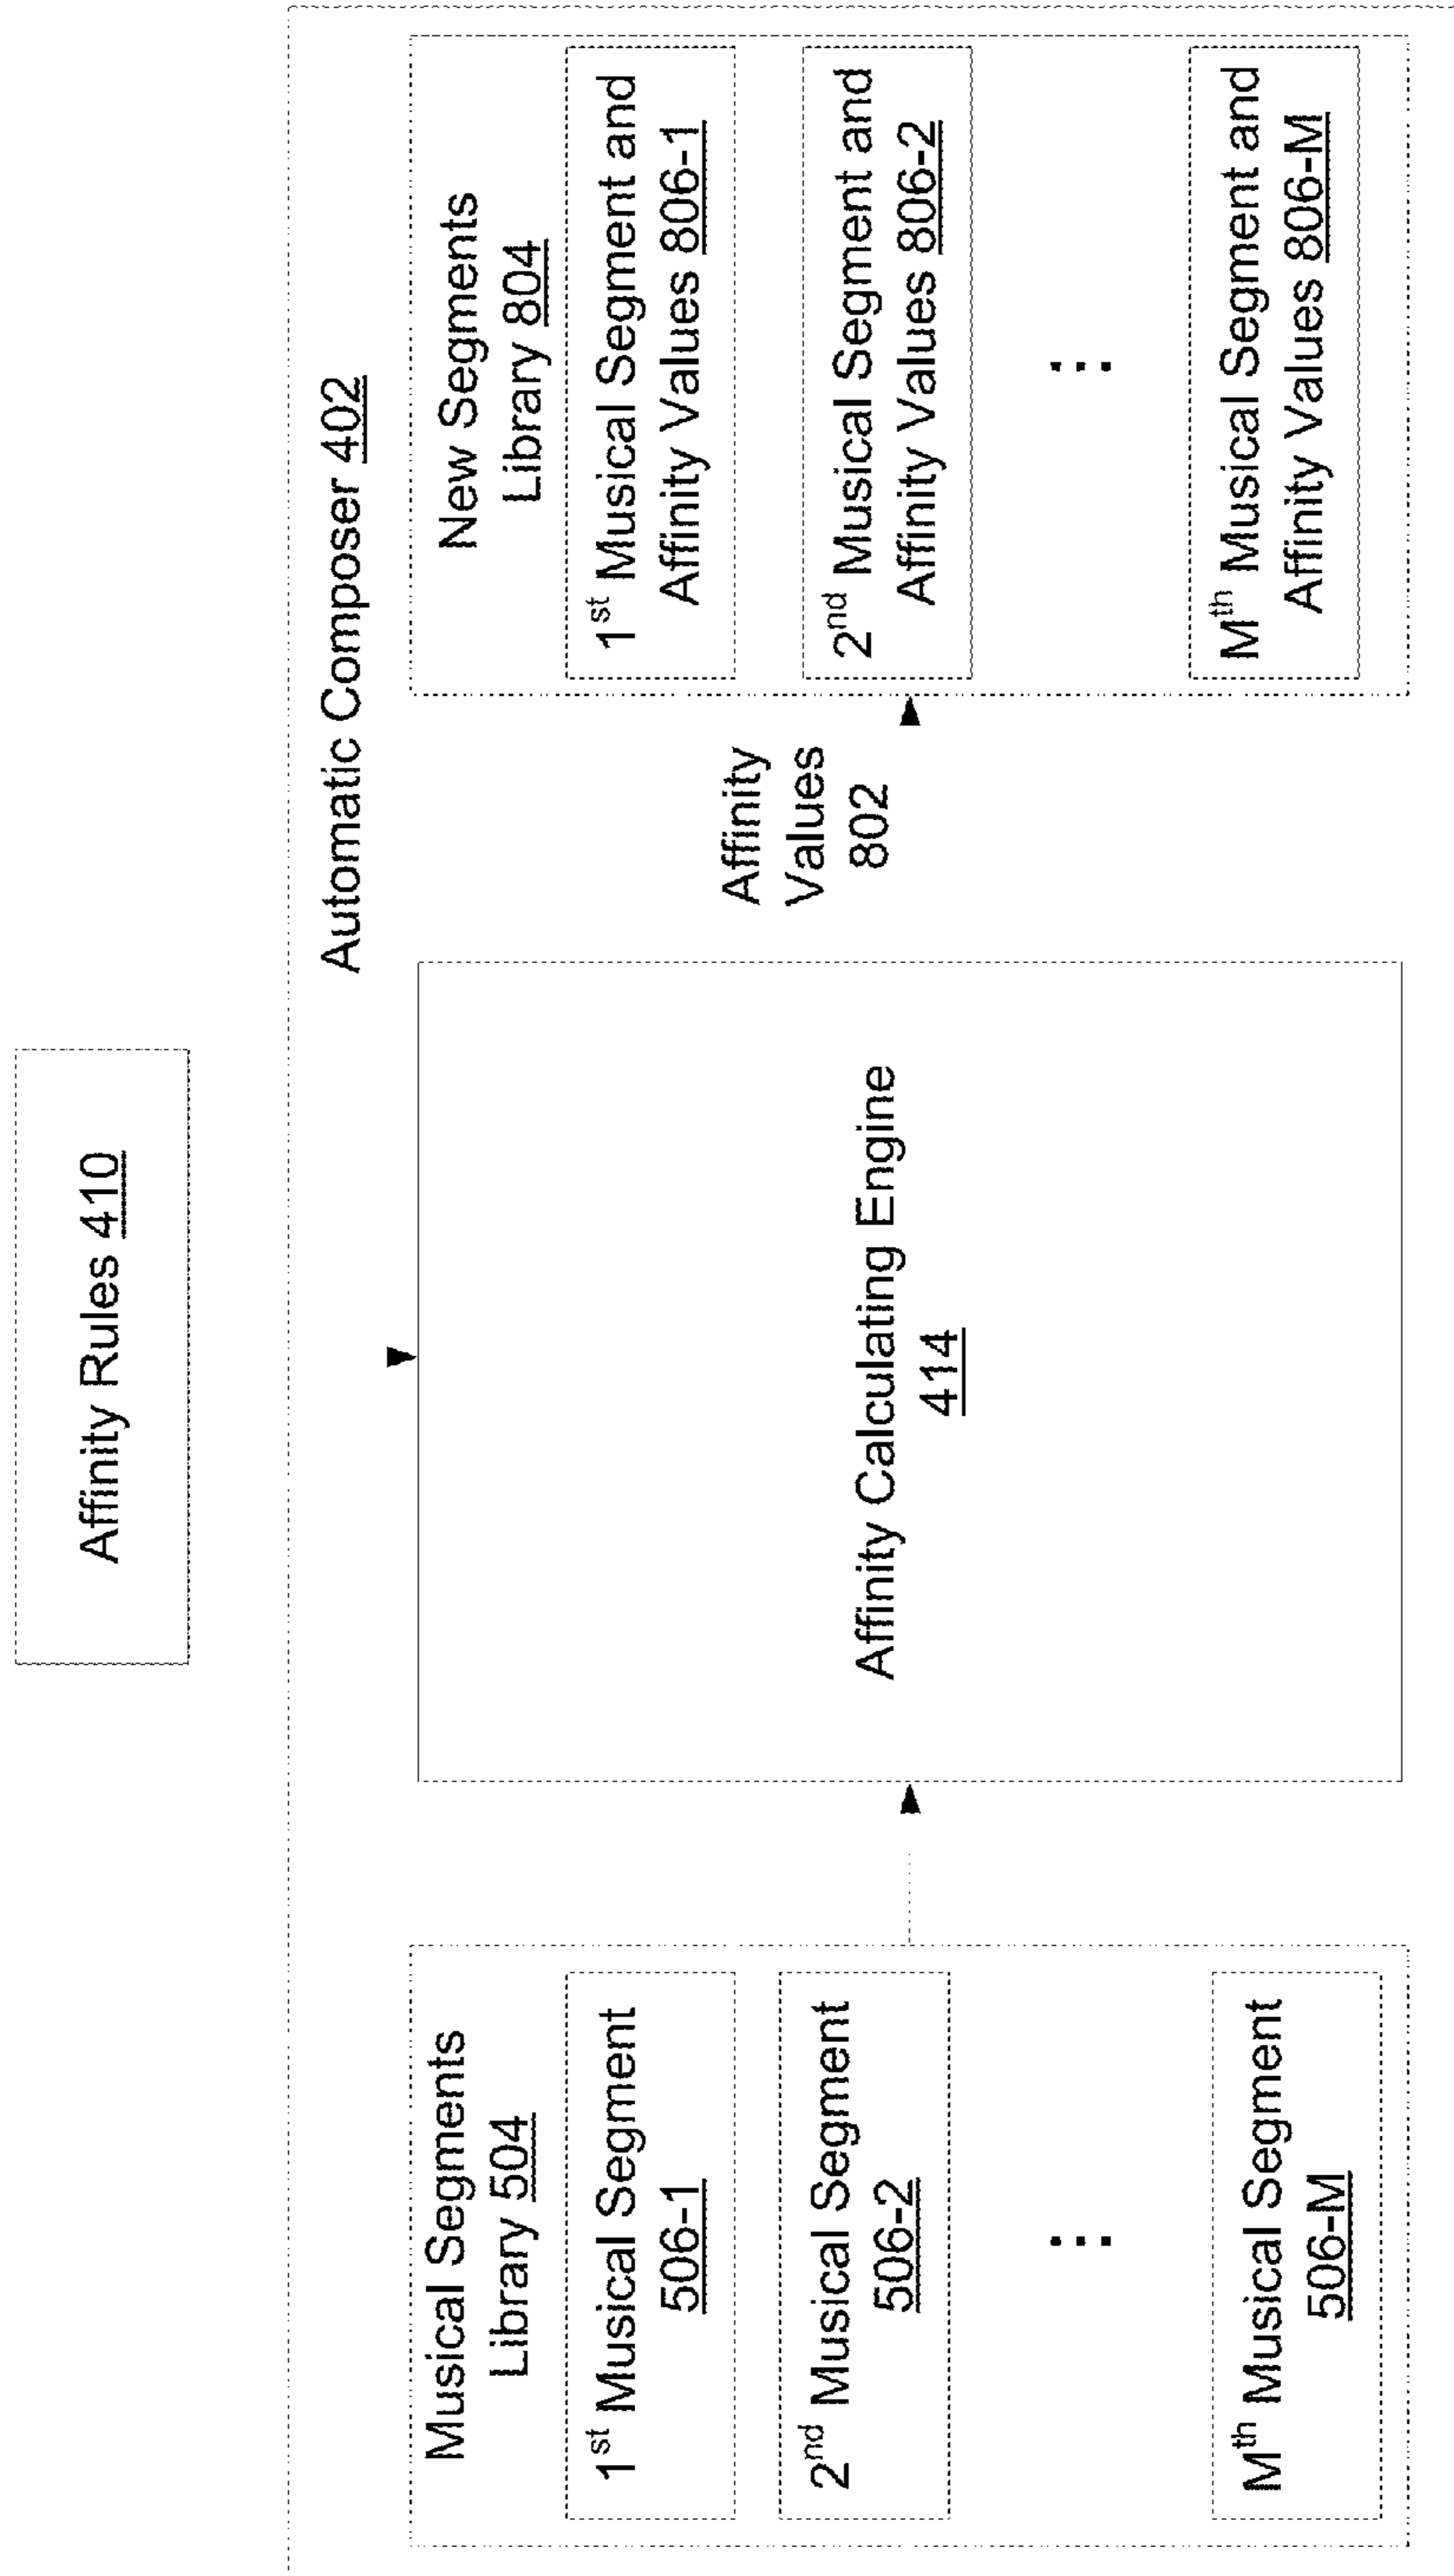 Affinity Rules 410
Automatic Composer 402
Musical Segments
Library 504
1st Musical Segment
506-1
2nd Musical Segment
506-2
...
Mth Musical Segment
506-M
Affinity Calculating Engine
414
Affinity
Values
802
New Segments
Library 804
1st Musical Segment and
Affinity Values 806-1
2nd Musical Segment and
Affinity Values 806-2
...
Mth Musical Segment and
Affinity Values 806-M